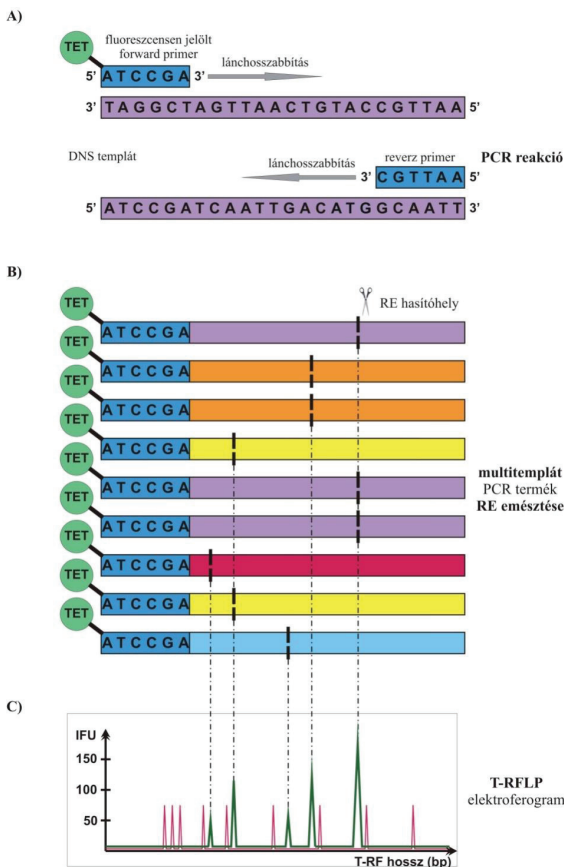 A)
TET
fluoreszcensen jelölt
forward primer
5' ATCCGA 3'
lánchosszabbítás
3' TAGGCTAGTTAACTGTACCGTTAA 5'
DNS templát
lánchosszabbítás
reverz primer
PCR reakció
3' CGTTAA 5'
5' ATCCGATCAATTGACATGGCAATT 3'
B)
TET
RE hasítóhely
ATCCGA
TET
ATCCGA
TET
ATCCGA
TET
ATCCGA
TET
ATCCGA
TET
ATCCGA
TET
ATCCGA
TET
ATCCGA
TET
ATCCGA
multitemplát
PCR termék
RE emésztése
C)
IFU
150
100
50
T-RF hossz (bp)
T-RFLP
elektroferogram